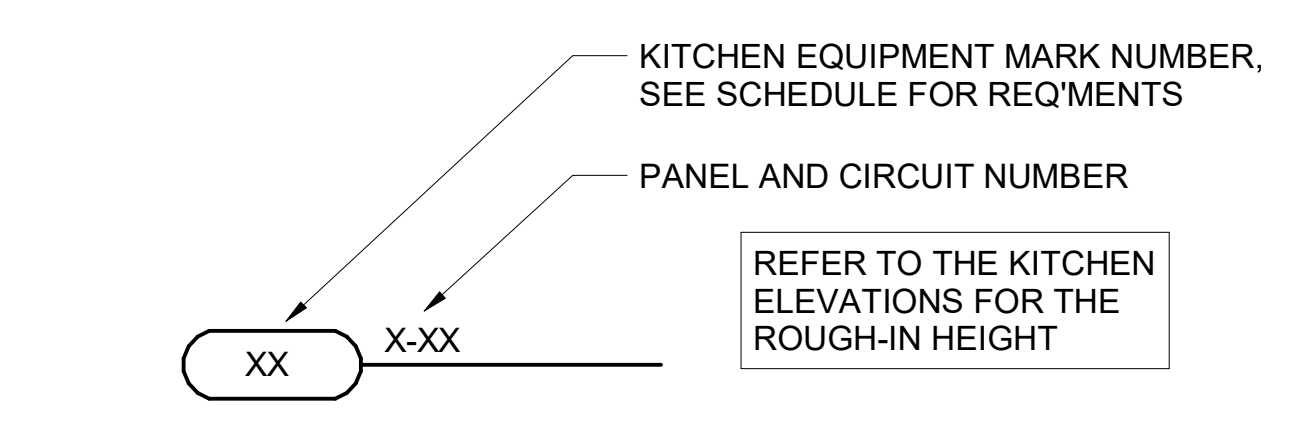 KITCHEN EQUIPMENT MARK NUMBER,
SEE SCHEDULE FOR REQ'MENTS
PANEL AND CIRCUIT NUMBER
REFER TO THE KITCHEN
ELEVATIONS FOR THE
ROUGH-IN HEIGHT
X-XX
XX